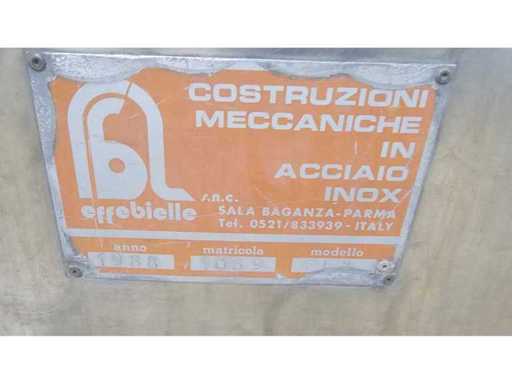 COSTRUZIONI
MECCANICHE
IN
ACCIAIO
INOX
effebielle s.n.c.
SALA BAGANZA-PARMA
Tel. 0521/833939-ITALY
anno matricola modello
1988